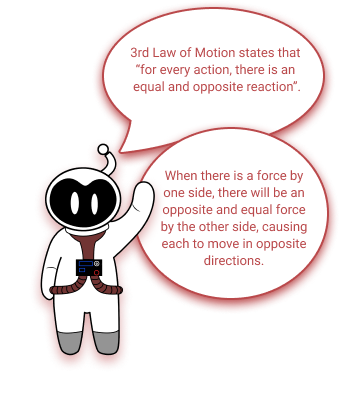 3rd Law of Motion states that
“for every action, there is an
equal and opposite reaction”.
When there is a force by
one side, there will be an
opposite and equal force
by the other side, causing
each to move in opposite
directions.